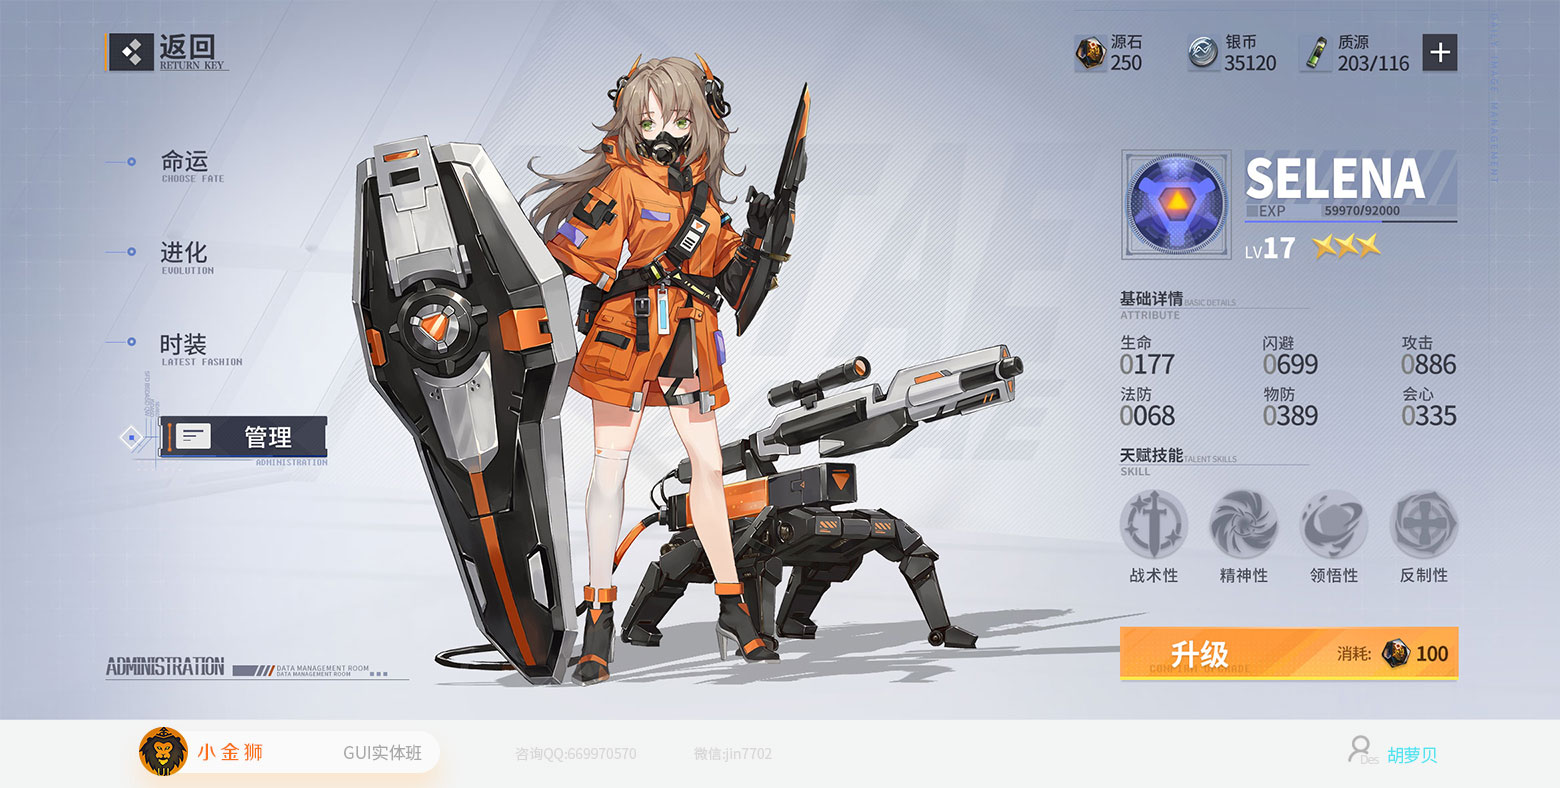 返回
RETURN KEY
源石
250
银币
35120
质源
203/116
命运
CHOOSE FATE
进化
EVOLUTION
时装
LATEST FASHION
管理
ADMINISTRATION
SELENA
EXP 59970/92000
LV17
基础详情 BASIC DETAILS
ATTRIBUTE
生命 闪避 攻击
0177 0699 0886
法防 物防 会心
0068 0389 0335
天赋技能 TALENT SKILLS
SKILL
战术性 精神性 领悟性 反制性
升级 消耗: 100
ADMINISTRATION
DATA MANAGEMENT ROOM
DATA MANAGEMENT ROOM
小金狮 GUI实体班 咨询QQ:669970570 微信:jin7702
Des 胡萝贝